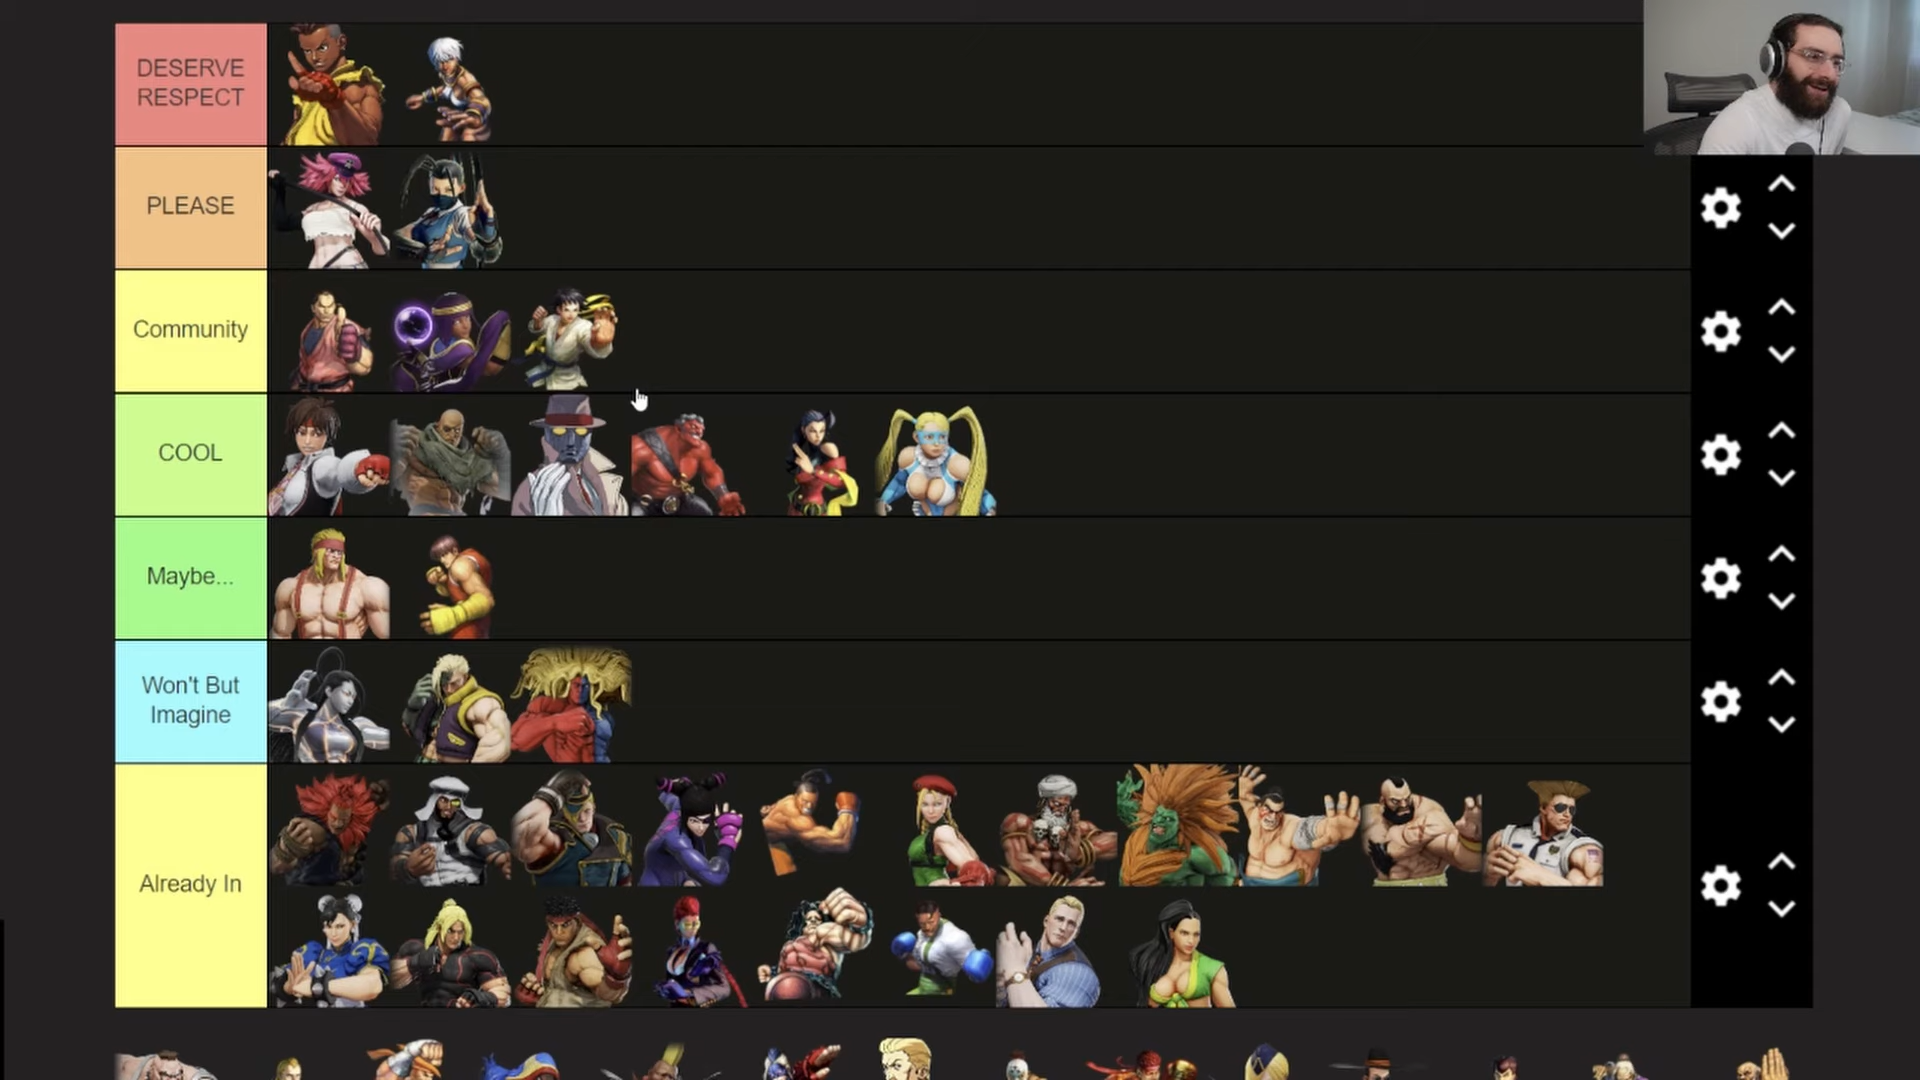 DESERVE
RESPECT
PLEASE
Community
COOL
Maybe...
Won't But
Imagine
Already In